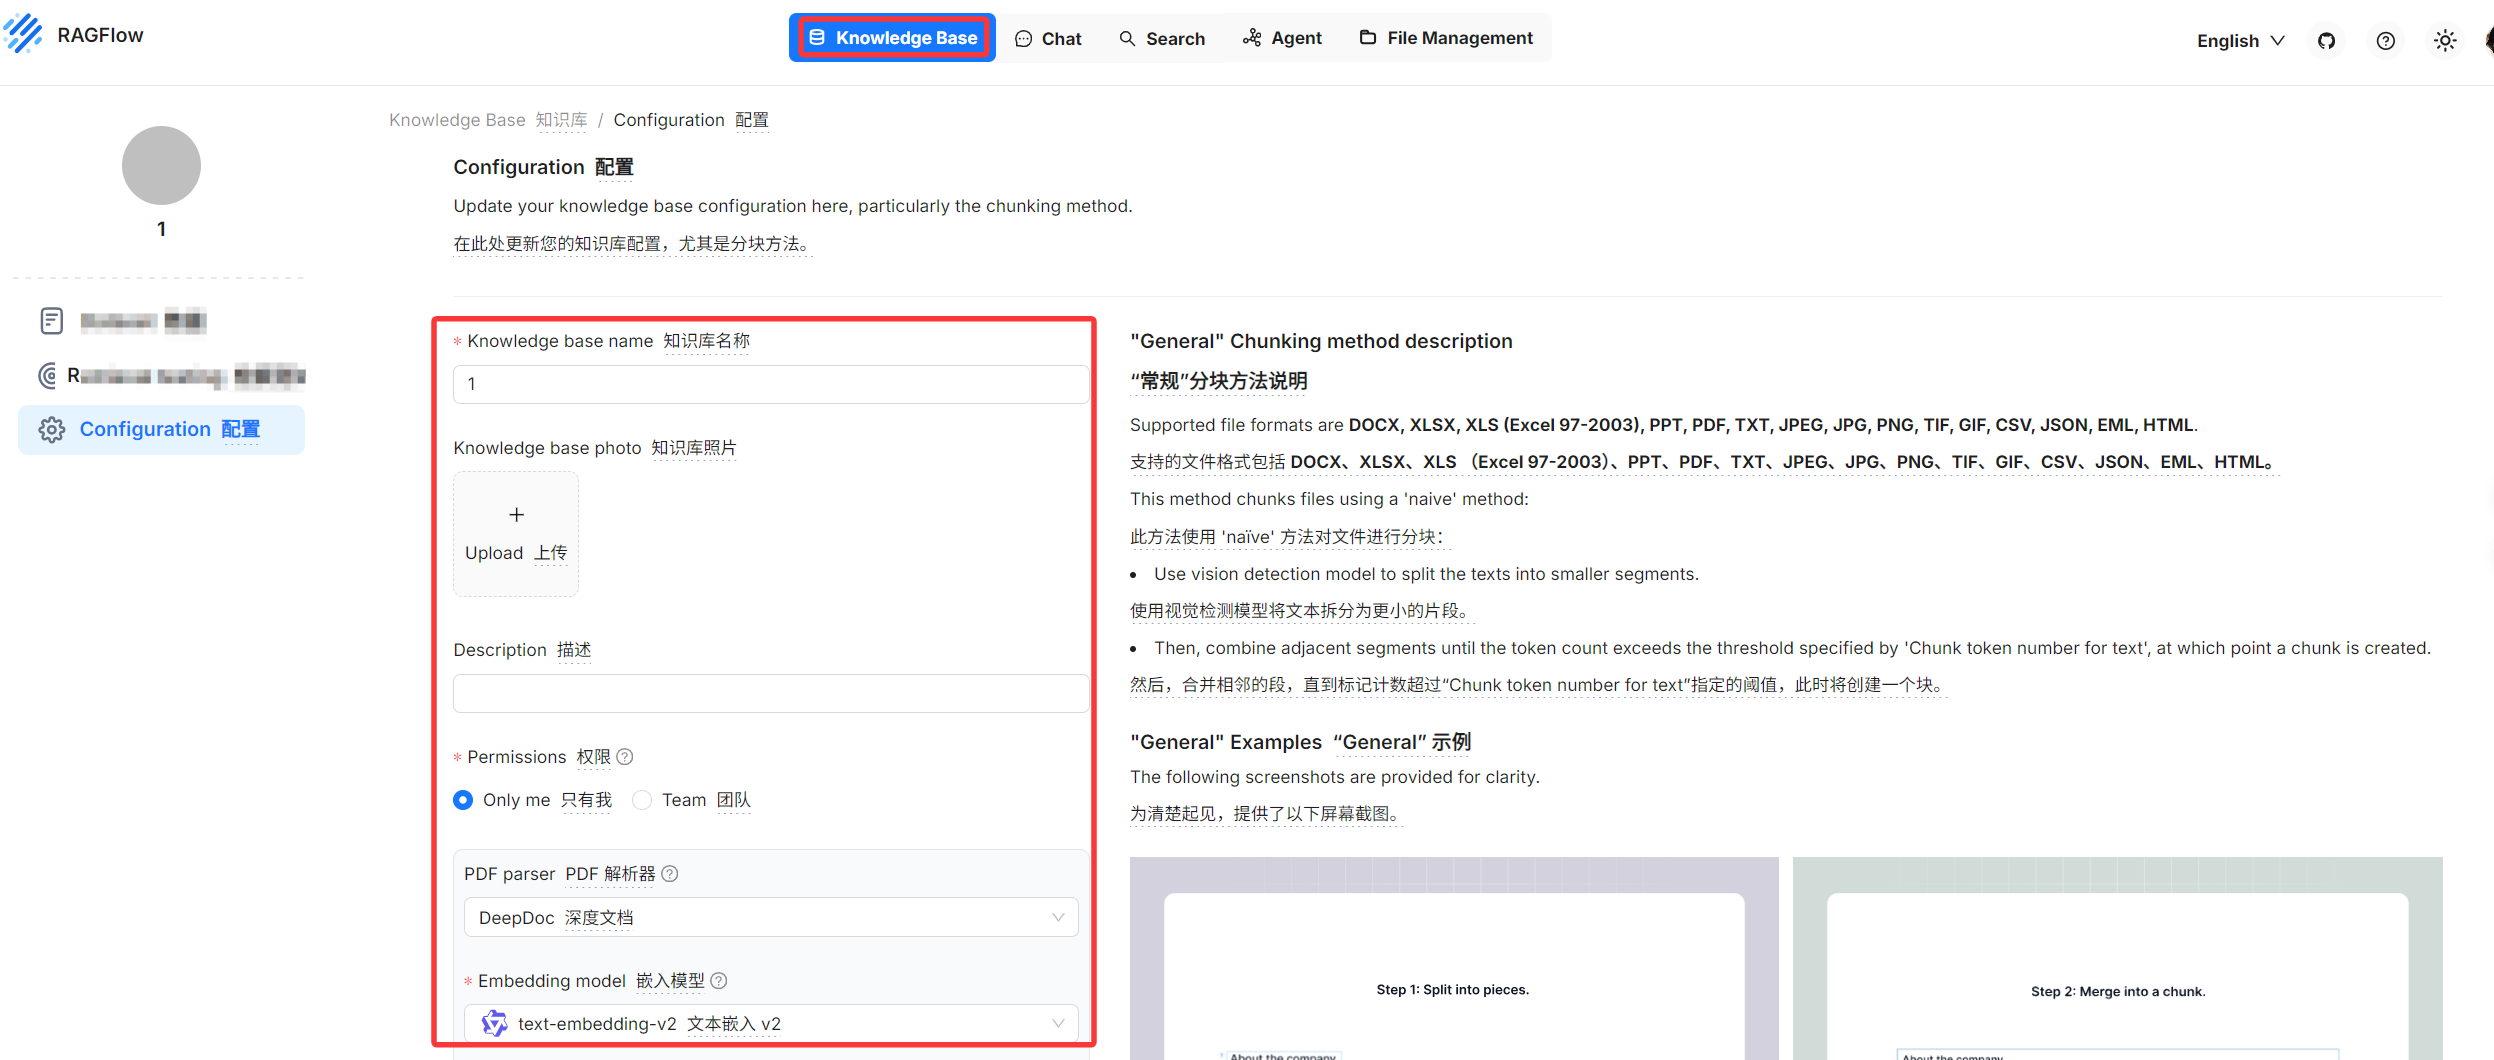 RAGFlow
Knowledge Base
Chat
Search
Agent
File Management
English
Knowledge Base 知识库 / Configuration 配置
1
Configuration 配置
Configuration 配置
Update your knowledge base configuration here, particularly the chunking method.
在此处更新您的知识库配置，尤其是分块方法。
* Knowledge base name 知识库名称
1
Knowledge base photo 知识库照片
+
Upload 上传
Description 描述
* Permissions 权限
Only me 只有我 Team 团队
PDF parser PDF 解析器
DeepDoc 深度文档
* Embedding model 嵌入模型
text-embedding-v2 文本嵌入 v2
"General" Chunking method description
“常规”分块方法说明
Supported file formats are DOCX, XLSX, XLS (Excel 97-2003), PPT, PDF, TXT, JPEG, JPG, PNG, TIF, GIF, CSV, JSON, EML, HTML.
支持的文件格式包括 DOCX、XLSX、XLS （Excel 97-2003）、PPT、PDF、TXT、JPEG、JPG、PNG、TIF、GIF、CSV、JSON、EML、HTML。
This method chunks files using a 'naive' method:
此方法使用 'naïve' 方法对文件进行分块：
• Use vision detection model to split the texts into smaller segments.
使用视觉检测模型将文本拆分为更小的片段。
• Then, combine adjacent segments until the token count exceeds the threshold specified by 'Chunk token number for text', at which point a chunk is created.
然后，合并相邻的段，直到标记计数超过“Chunk token number for text”指定的阈值，此时将创建一个块。
"General" Examples “General” 示例
The following screenshots are provided for clarity.
为清楚起见，提供了以下屏幕截图。
Step 1: Split into pieces.
About the company
Step 2: Merge into a chunk.
About the company